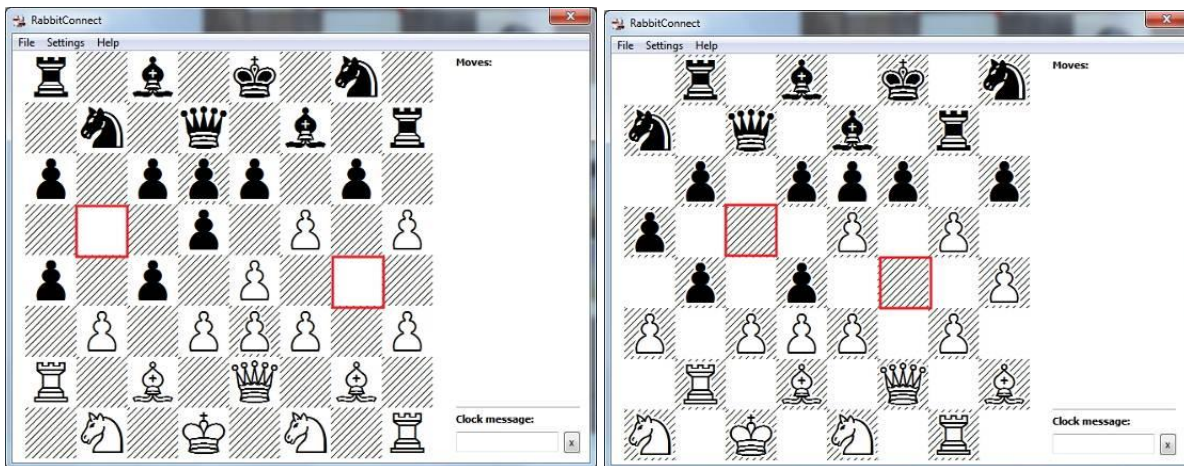 RabbitConnect
File Settings Help
Moves:
Clock message:
x
RabbitConnect
File Settings Help
Moves:
Clock message:
x